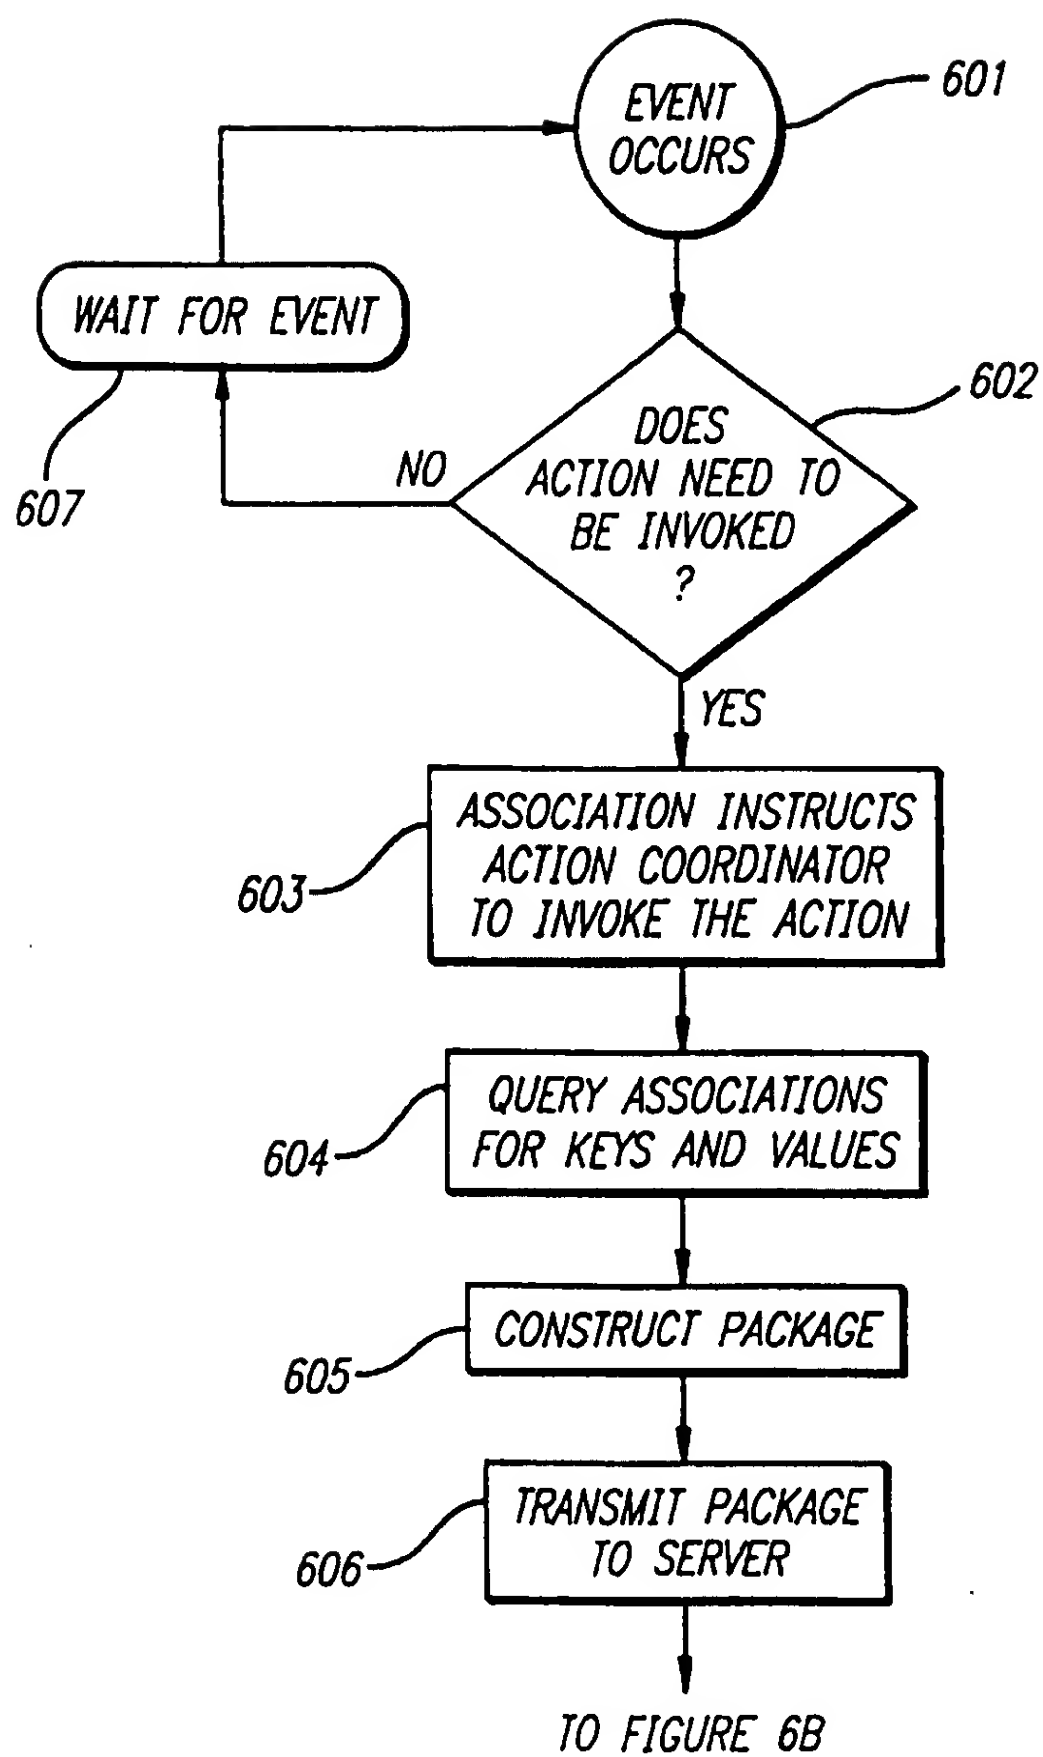 EVENT
OCCURS
601
WAIT FOR EVENT
607
DOES
ACTION NEED TO
BE INVOKED
?
602
NO
YES
ASSOCIATION INSTRUCTS
ACTION COORDINATOR
TO INVOKE THE ACTION
603
QUERY ASSOCIATIONS
FOR KEYS AND VALUES
604
CONSTRUCT PACKAGE
605
TRANSMIT PACKAGE
TO SERVER
606
TO FIGURE 6B